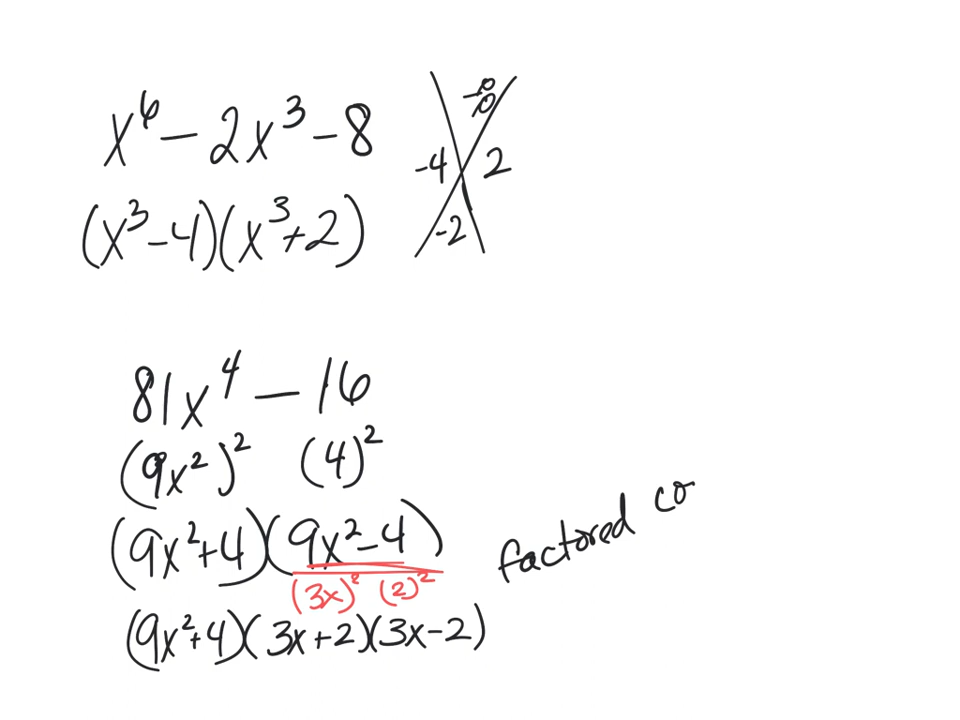 x⁶ - 2x³ - 8
-8
-4 2
-2
(x³ - 4)(x³ + 2)
81x⁴ - 16
(9x²)² (4)²
(9x² + 4)(9x² - 4)
(3x)² (2)²
factored co
(9x² + 4)(3x + 2)(3x - 2)